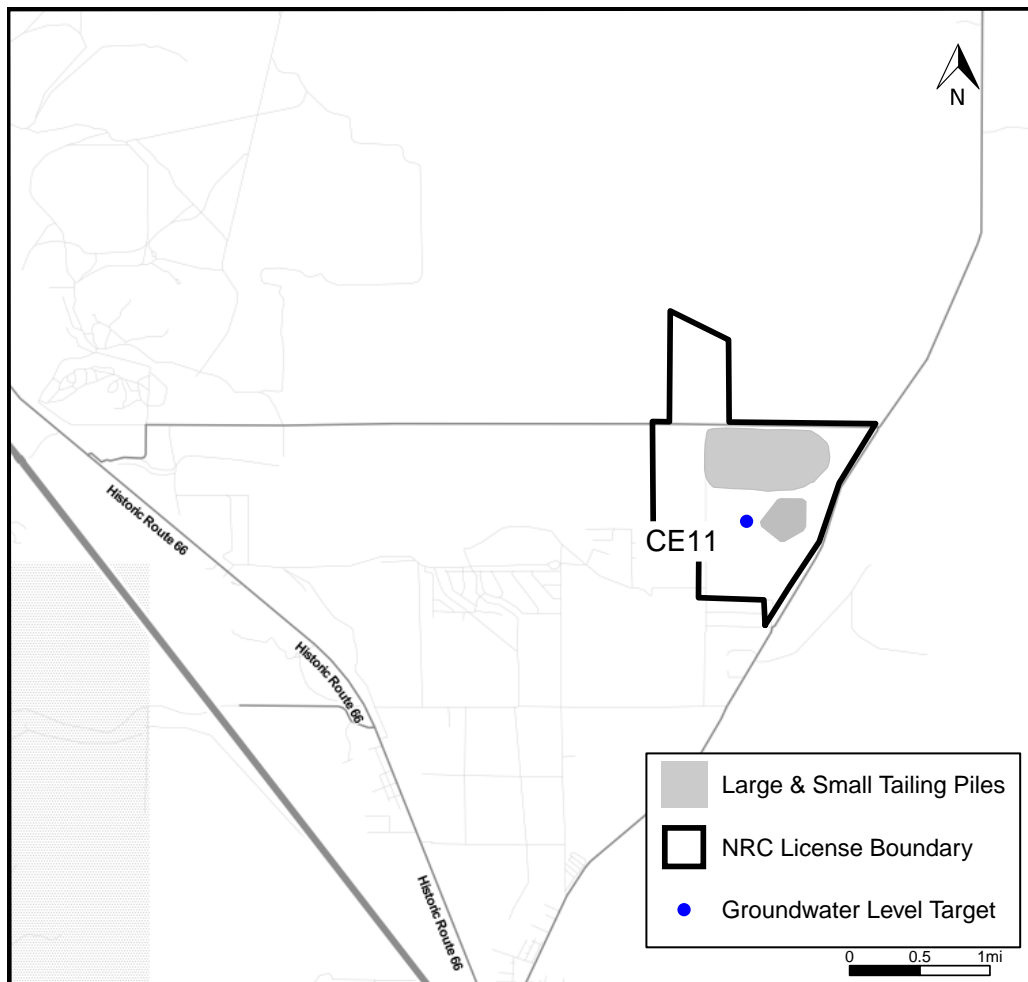 N
Historic Route 66
CE11
Historic Route 66
Large & Small Tailing Piles
NRC License Boundary
Historic Route 66
Groundwater Level Target
0 0.5 1mi